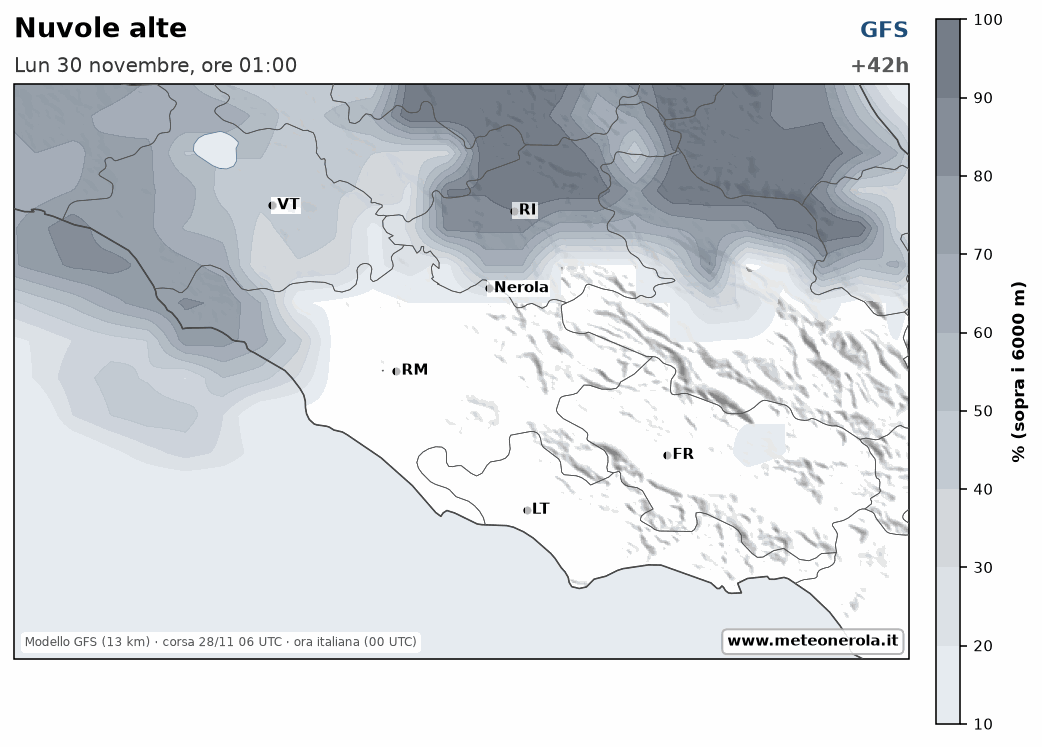 Nuvole alte
GFS
Lun 30 novembre, ore 01:00
+42h
100
90
80
70
60
50
40
30
20
10
% (sopra i 6000 m)
VT
RI
Nerola
RM
FR
LT
Modello GFS (13 km) · corsa 28/11 06 UTC · ora italiana (00 UTC)
www.meteonerola.it